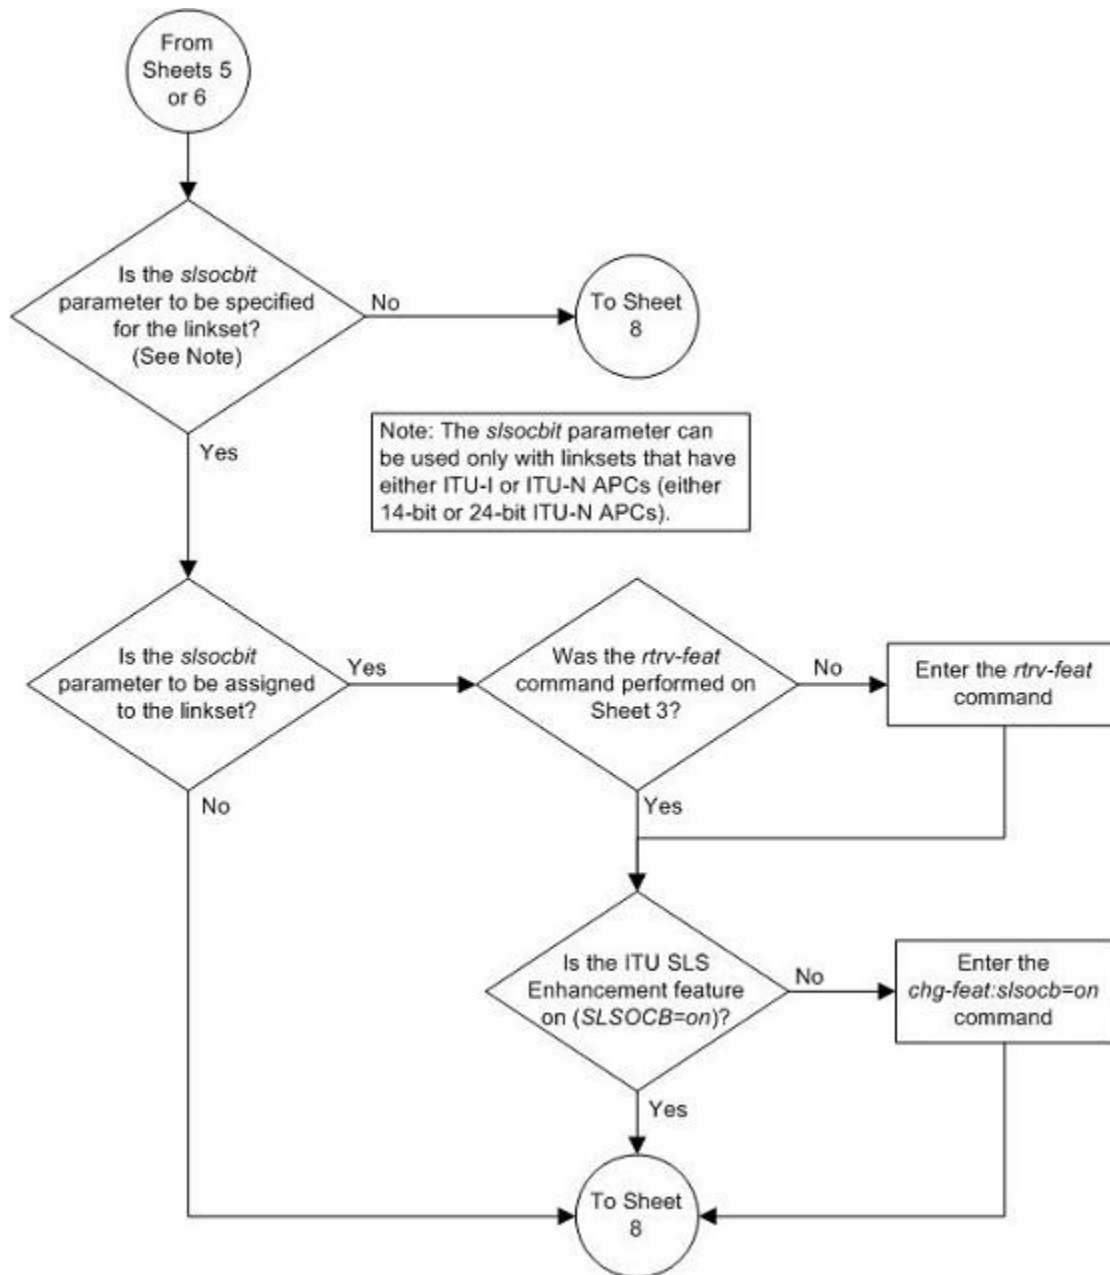 From
Sheets 5
or 6
Is the slsocbit
parameter to be specified
for the linkset?
(See Note)
No
To Sheet
8
Yes
Note: The slsocbit parameter can
be used only with linksets that have
either ITU-I or ITU-N APCs (either
14-bit or 24-bit ITU-N APCs).
Is the slsocbit
parameter to be assigned
to the linkset?
Yes
Was the rtrv-feat
command performed on
Sheet 3?
No
Enter the rtrv-feat
command
No
Yes
Is the ITU SLS
Enhancement feature
on (SLSOCB=on)?
No
Enter the
chg-feat:slsocb=on
command
Yes
To Sheet
8